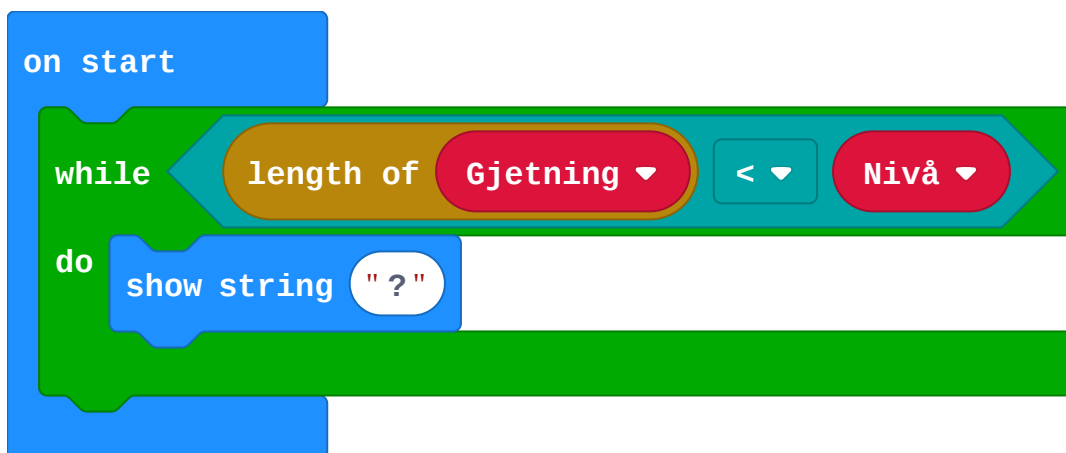 on start
while length of Gjetning < Nivå
do
show string "?"